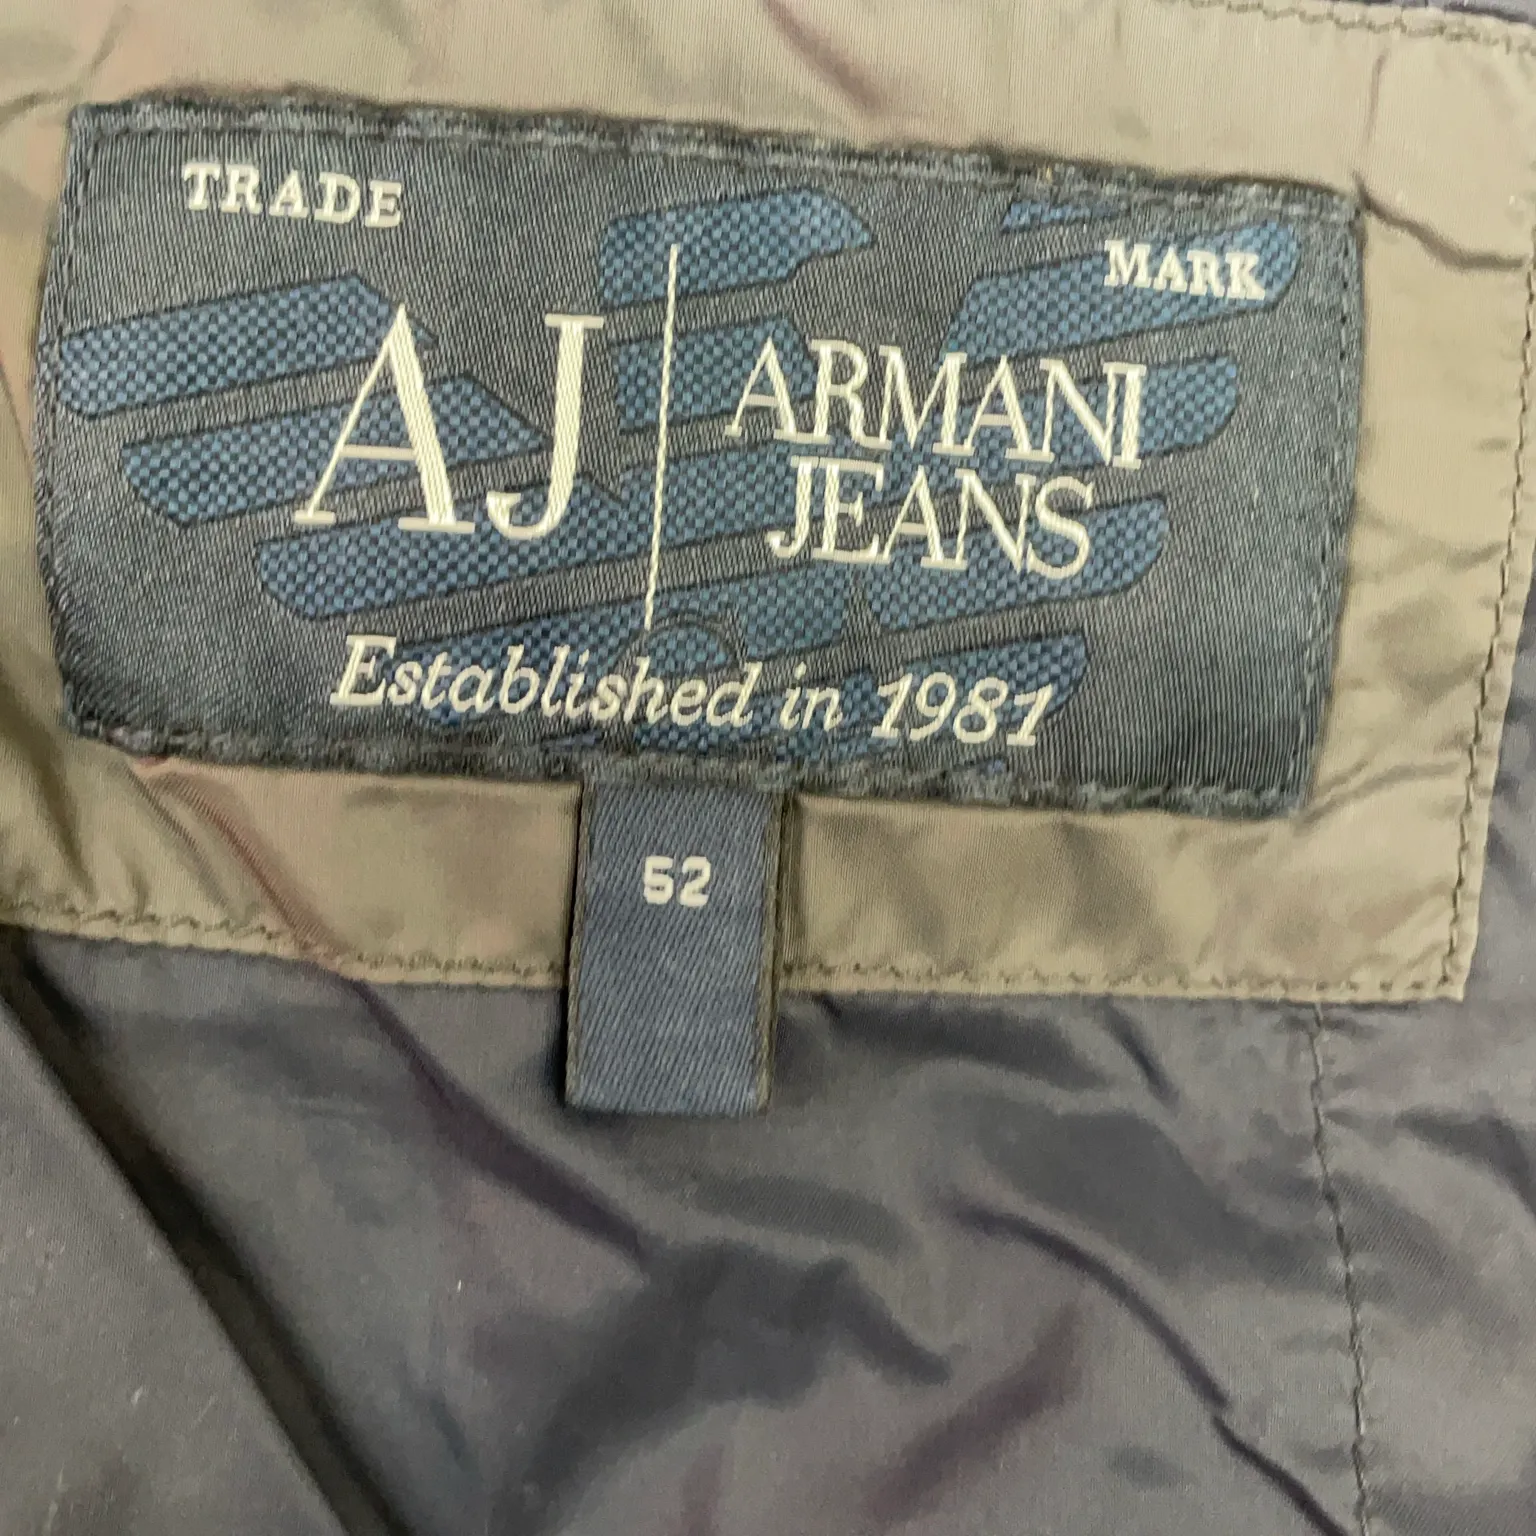 TRADE
MARK
AJ
ARMANI
JEANS
Established in 1981
52